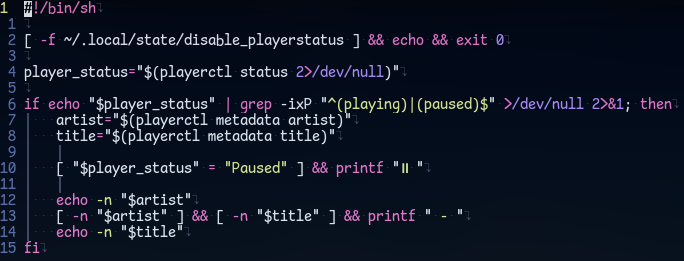 1 #!/bin/sh
1
2 [ -f ~/.local/state/disable_playerstatus ] && echo && exit 0
3
4 player_status="$(playerctl status 2>/dev/null)"
5
6 if echo "$player_status" | grep -ixP "^(playing)|(paused)$" >/dev/null 2>&1; then
7 artist="$(playerctl metadata artist)"
8 title="$(playerctl metadata title)"
9
10 [ "$player_status" = "Paused" ] && printf "⏸ "
11
12 echo -n "$artist"
13 [ -n "$artist" ] && [ -n "$title" ] && printf " - "
14 echo -n "$title"
15 fi